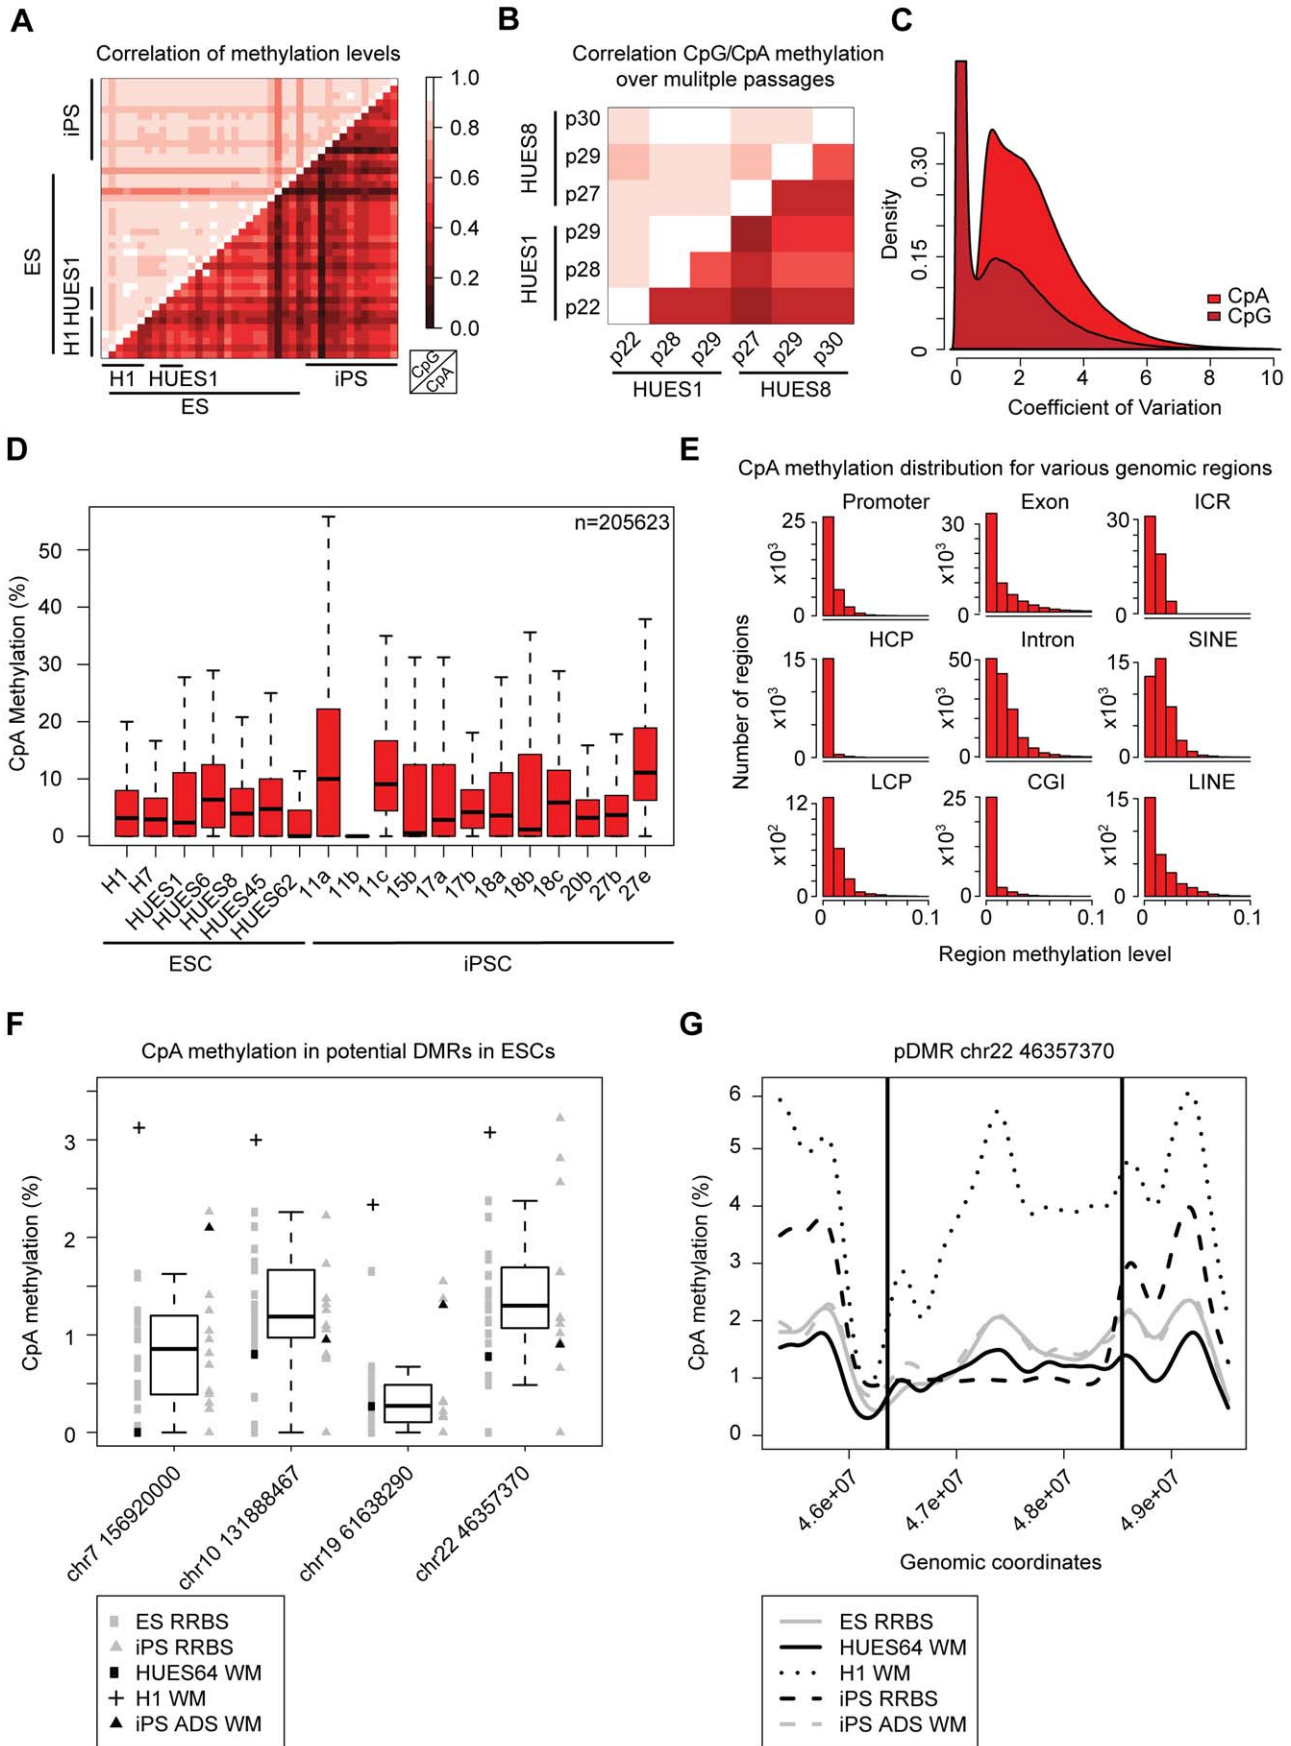 A
Correlation of methylation levels
iPS
ES
H1 HUES1
H1 HUES1 iPS
ES
1.0
0.8
0.6
0.4
0.2
0.0
CpG
CpA
B
Correlation CpG/CpA methylation
over mulitple passages
HUES8
HUES1
p30
p29
p27
p29
p28
p22
p22 p28 p29 p27 p29 p30
HUES1 HUES8
C
Density
0.30
0.15
0
0 2 4 6 8 10
Coefficient of Variation
CpA
CpG
D
n=205623
CpA Methylation (%)
50
40
30
20
10
0
H1 H7 HUES1 HUES6 HUES8 HUES45 HUES62 11a 11b 11c 15b 17a 17b 18a 18b 18c 20b 27b 27e
ESC iPSC
E
CpA methylation distribution for various genomic regions
Number of regions
Promoter Exon ICR
25 x10³ 0
30 x10³ 0
30 x10³ 0
HCP Intron SINE
15 x10³ 0
50 x10³ 0
15 x10³ 0
LCP CGI LINE
12 x10² 0
25 x10³ 0
15 x10² 0
0 0.1 0 0.1 0 0.1
Region methylation level
F
CpA methylation in potential DMRs in ESCs
CpA methylation (%)
3
2
1
0
chr7 156920000
chr10 131888467
chr19 61638290
chr22 46357370
ES RRBS
iPS RRBS
HUES64 WM
H1 WM
iPS ADS WM
G
pDMR chr22 46357370
CpA methylation (%)
6
5
4
3
2
1
0
4.6e+07 4.7e+07 4.8e+07 4.9e+07
Genomic coordinates
ES RRBS
HUES64 WM
H1 WM
iPS RRBS
iPS ADS WM